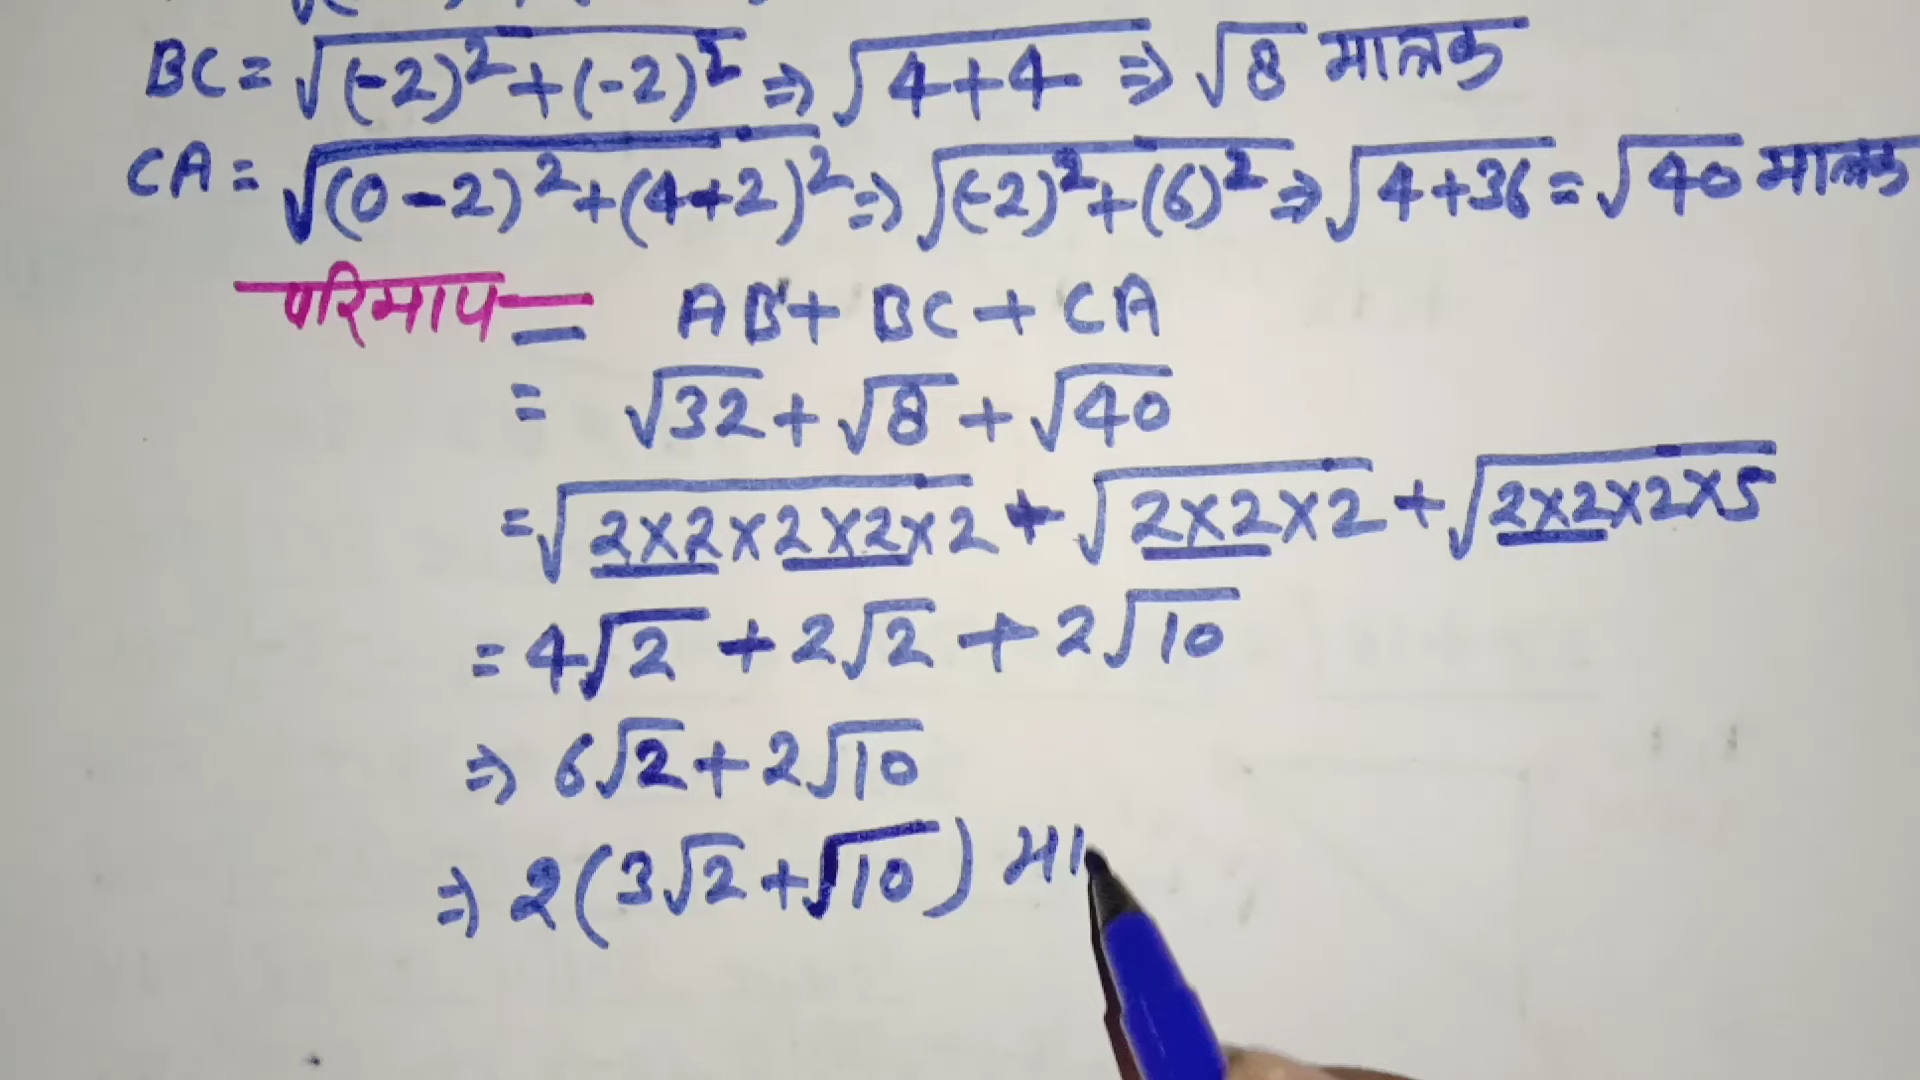 BC = √(-2)² + (-2)² ⇒ √4+4 ⇒ √8 मात्रक
CA = √(0-2)² + (4+2)² ⇒ √(-2)² + (6)² ⇒ √4+36 = √40 मात्रक
परिमाप = AB + BC + CA
= √32 + √8 + √40
= √2×2×2×2×2 + √2×2×2 + √2×2×2×5
= 4√2 + 2√2 + 2√10
⇒ 6√2 + 2√10
⇒ 2(3√2 + √10) मा